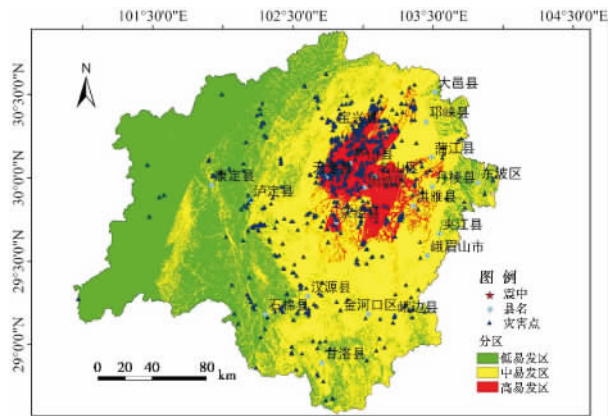 101°30′0″E 102°30′0″E 103°30′0″E 104°30′0″E
N
30°30′0″N
30°0′0″N
29°30′0″N
29°0′0″N
大邑县
邛崃县
宝兴
蒲江县
丹棱县
东坡区
康定县
泸定县
洪雅县
夹江县
峨眉山市
汉源县
石棉县
金河口区
峨边县
甘洛县
图 例
震中
县名
灾害点
分区
低易发区
中易发区
高易发区
0 20 40 80
km